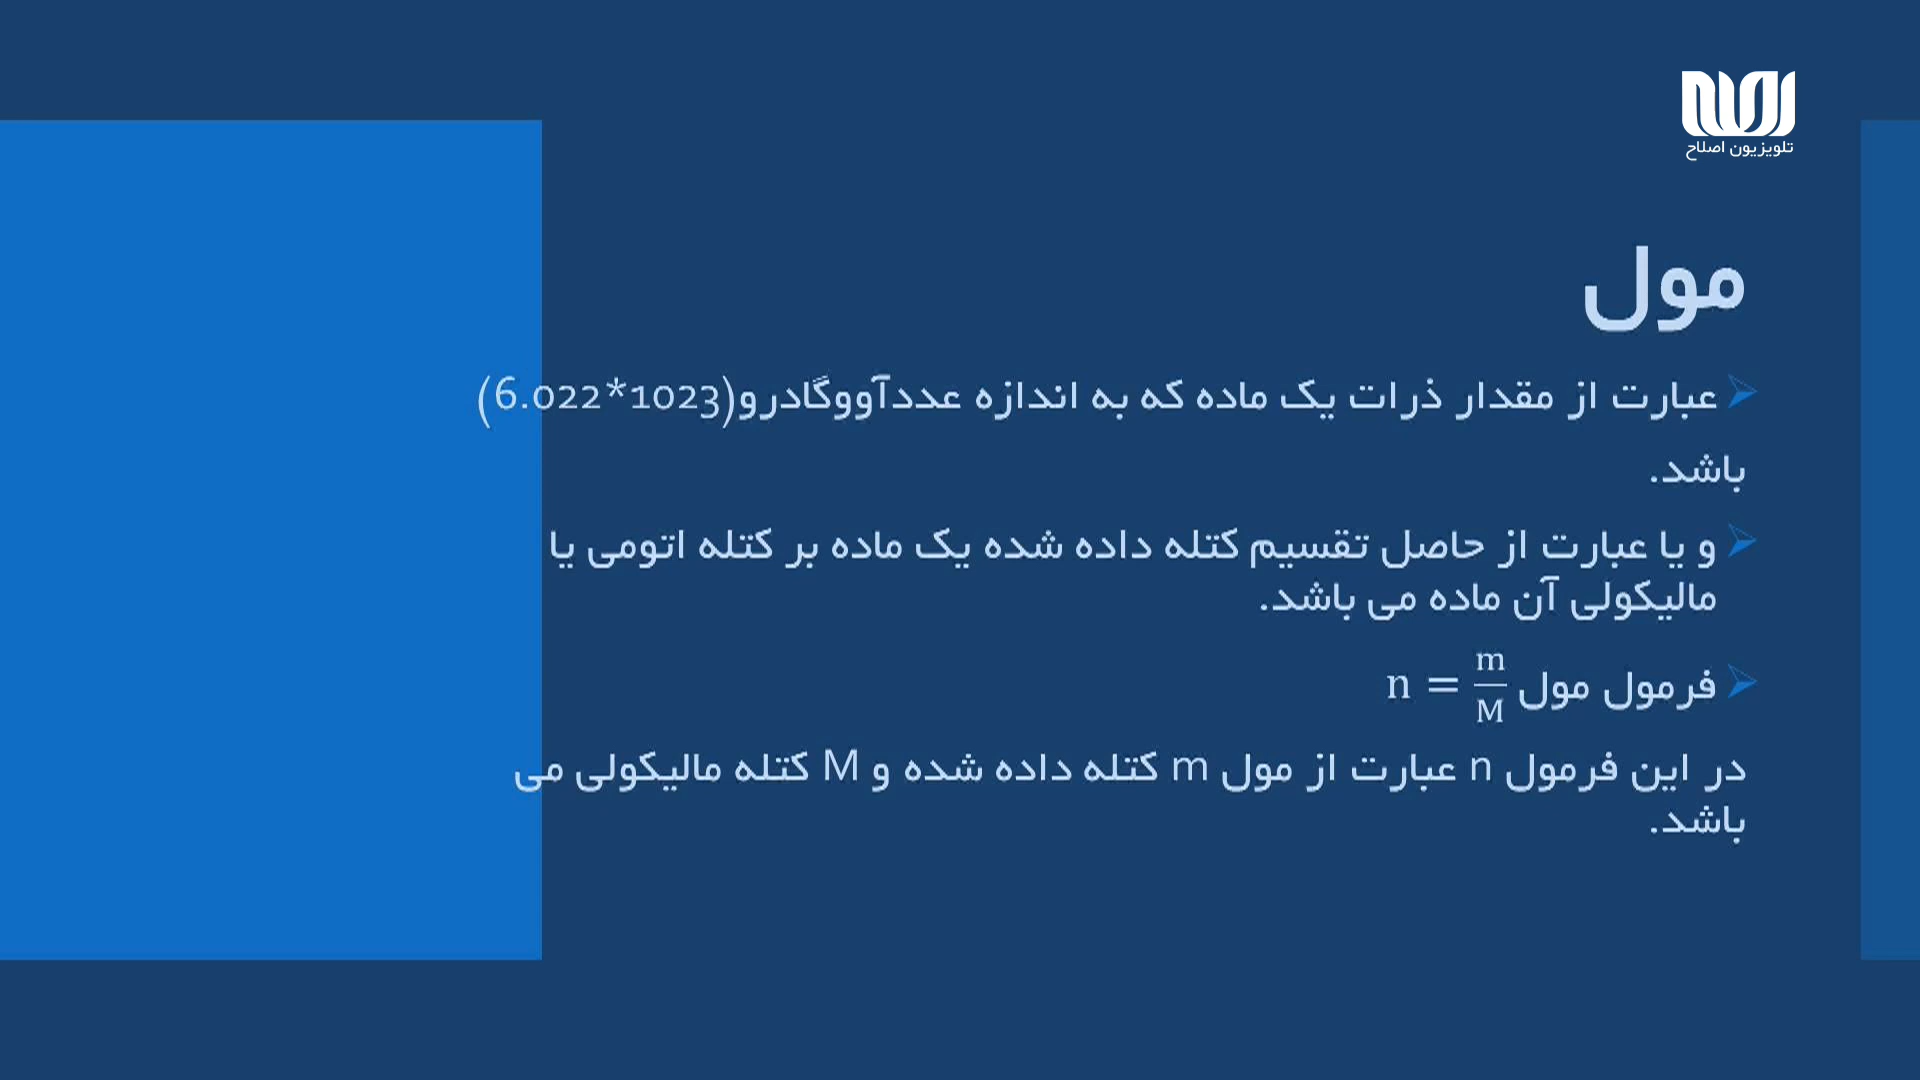 تلویزیون اصلاح
مول
عبارت از مقدار ذرات یک ماده که به اندازه عددآووگادرو(6.022*1023)
باشد.
و یا عبارت از حاصل تقسیم کتله داده شده یک ماده بر کتله اتومی یا
مالیکولی آن ماده می باشد.
فرمول مول n = m/M
در این فرمول n عبارت از مول m کتله داده شده و M کتله مالیکولی می
باشد.